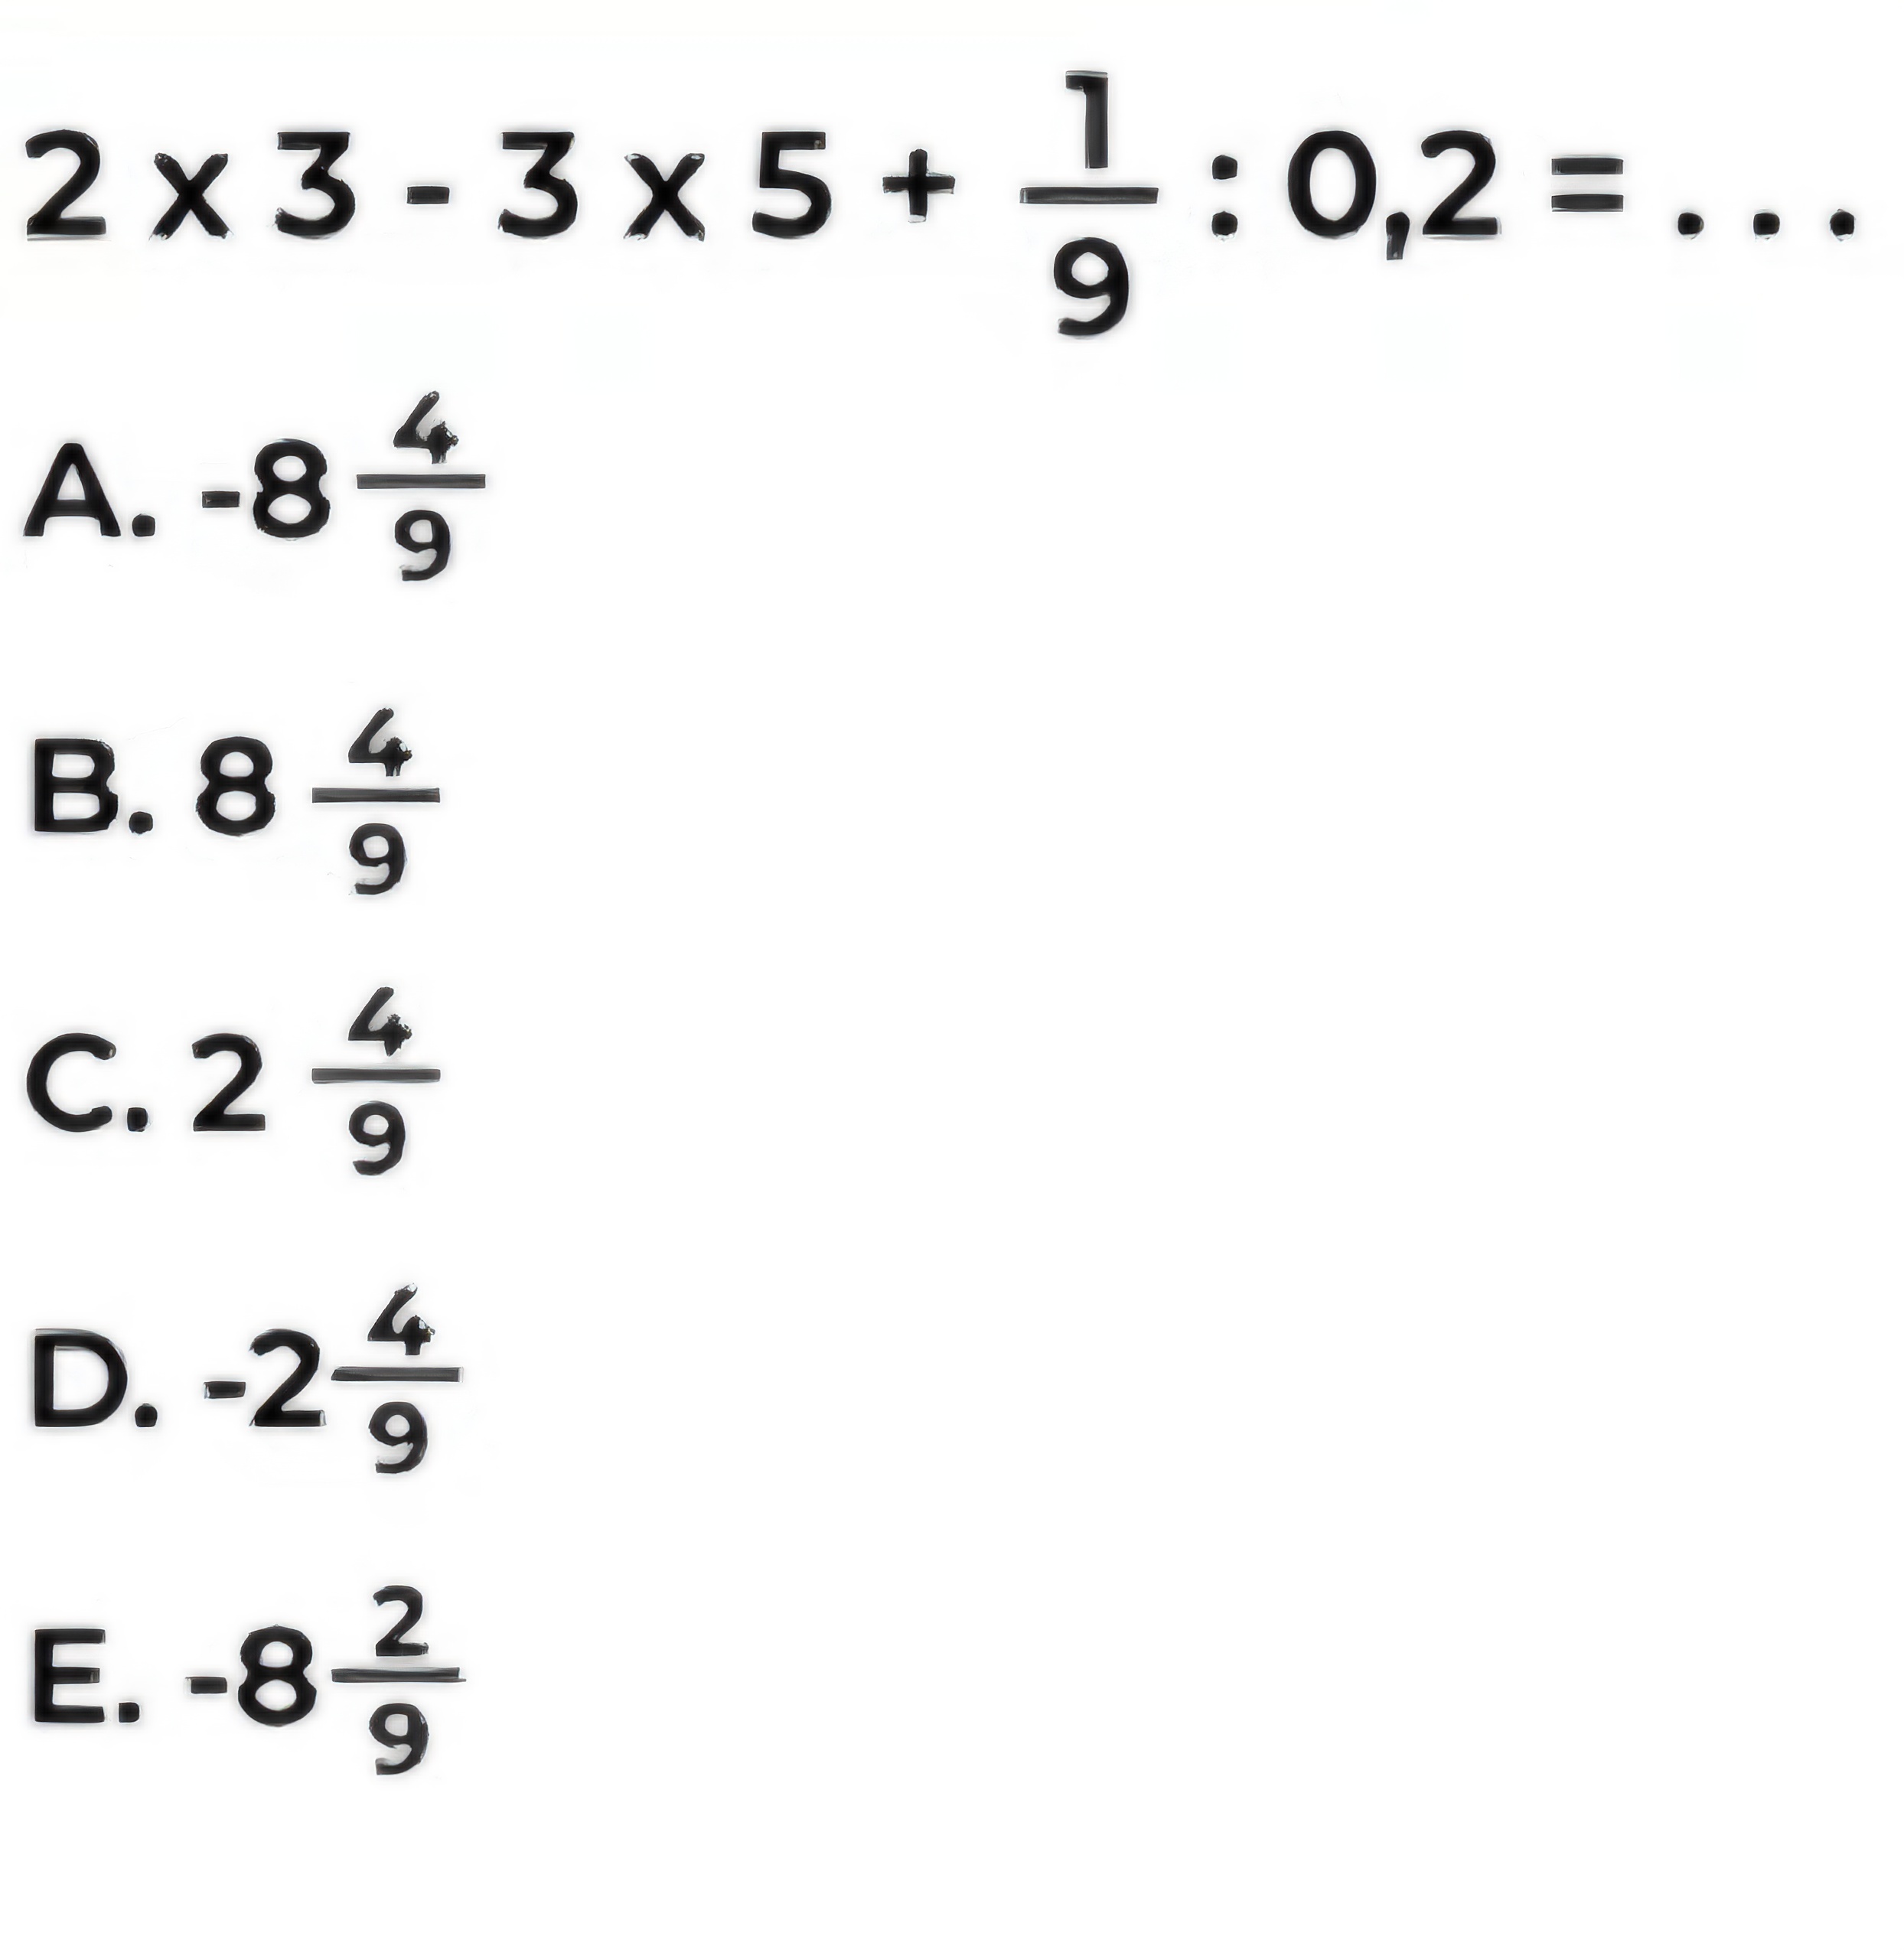 2 x 3 - 3 x 5 + 1/9 : 0,2 = . . .
A. -8 4/9
B. 8 4/9
C. 2 4/9
D. -2 4/9
E. -8 2/9